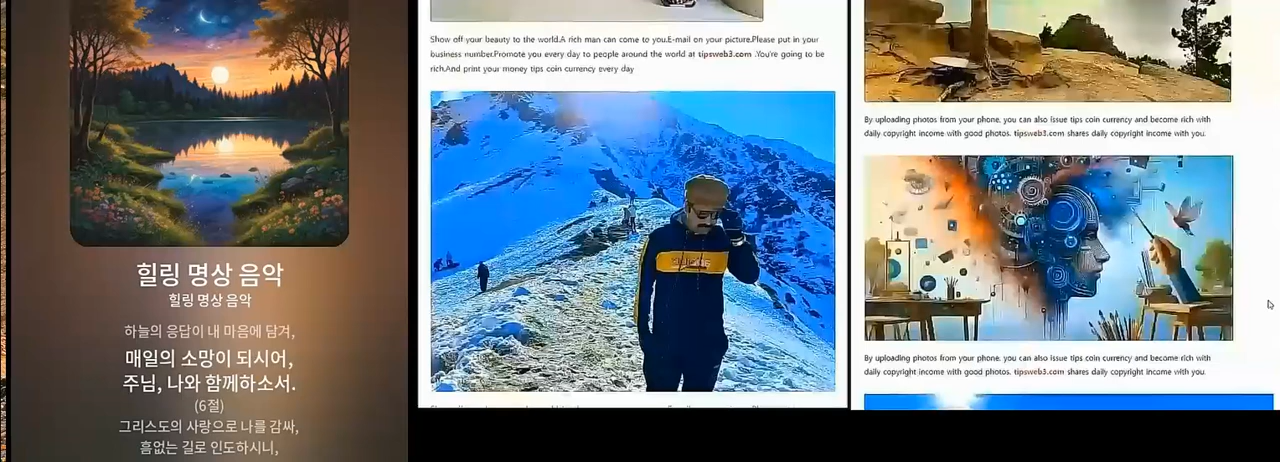 힐링 명상 음악
힐링 명상 음악
하늘의 응답이 내 마음에 담겨,
매일의 소망이 되시어,
주님, 나와 함께하소서.
(6절)
그리스도의 사랑으로 나를 감싸,
흠없는 길로 인도하시니,
Show off your beauty to the world.A rich man can come to you.E-mail on your picture.Please put in your
business number.Promote you every day to people around the world at tipsweb3.com .You're going to be
rich.And print your money tips coin currency every day
By uploading photos from your phone, you can also issue tips coin currency and become rich with
daily copyright income with good photos. tipsweb3.com shares daily copyright income with you.
By uploading photos from your phone, you can also issue tips coin currency and become rich with
daily copyright income with good photos. tipsweb3.com shares daily copyright income with you.